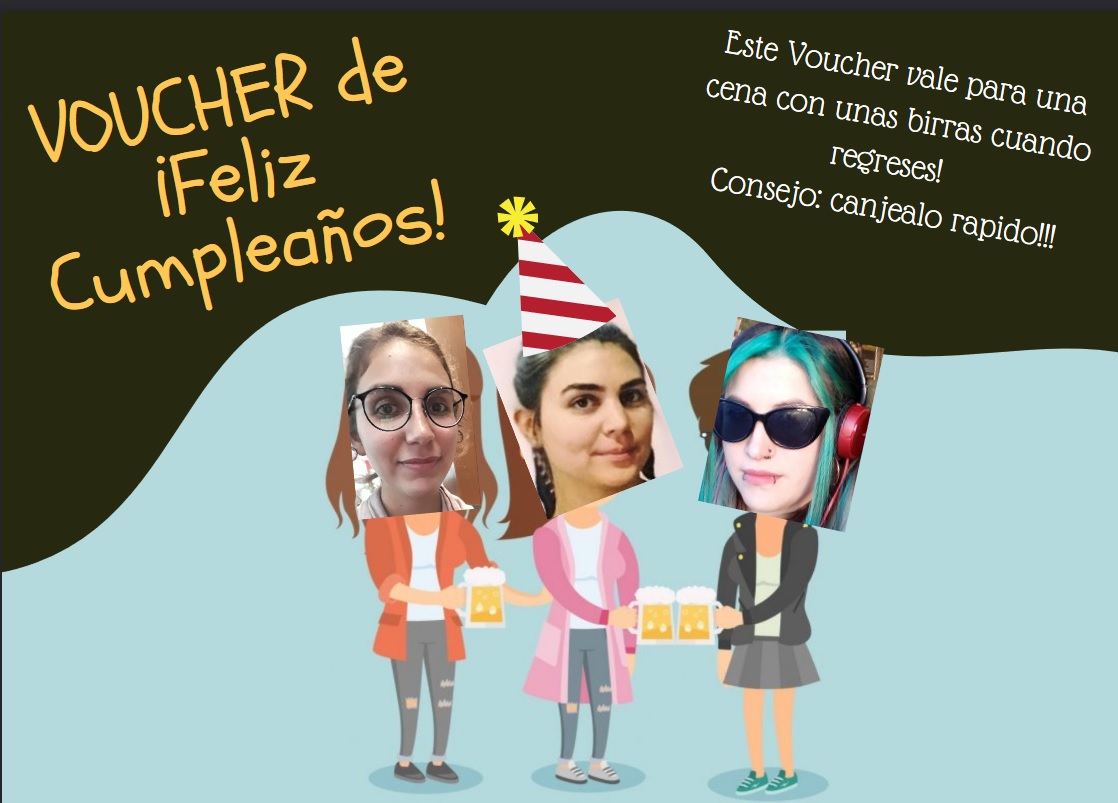 VOUCHER de
¡Feliz
Cumpleaños!
Este Voucher vale para una
cena con unas birras cuando
regreses!
Consejo: canjealo rapido!!!